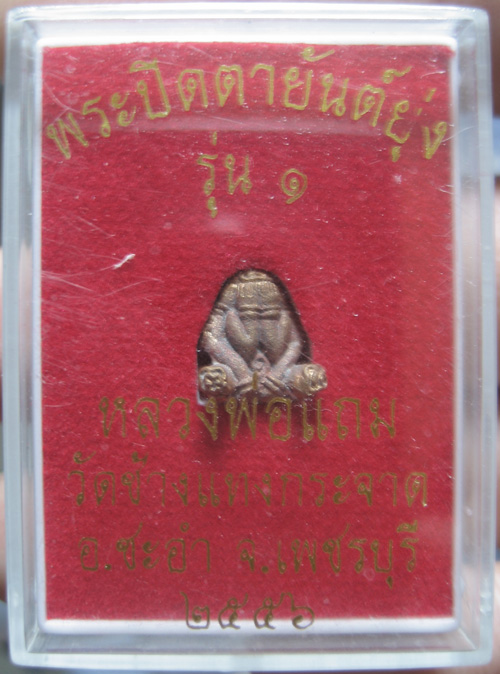 พระปิดตายันต์ยุ่ง
รุ่น ๑
หลวงพ่อแถม
วัดช้างแทงกระจาด
อ.ชะอำ จ.เพชรบุรี
๒๕๕๖